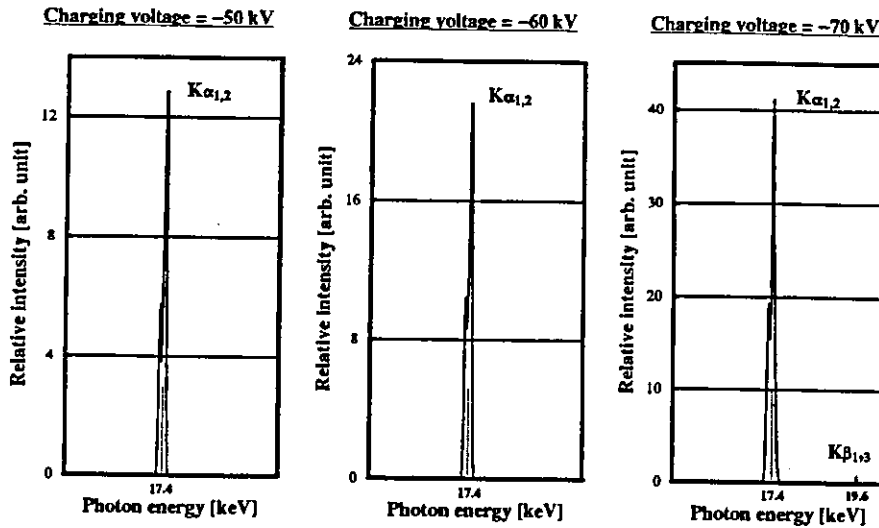 Charging voltage = −50 kV
Relative intensity [arb. unit]
12
8
4
0
Kα1,2
17.4
Photon energy [keV]
Charging voltage = −60 kV
Relative intensity [arb. unit]
24
16
8
0
Kα1,2
17.4
Photon energy [keV]
Charging voltage = −70 kV
Relative intensity [arb. unit]
40
30
20
10
0
Kα1,2
Kβ1,3
17.4 19.6
Photon energy [keV]